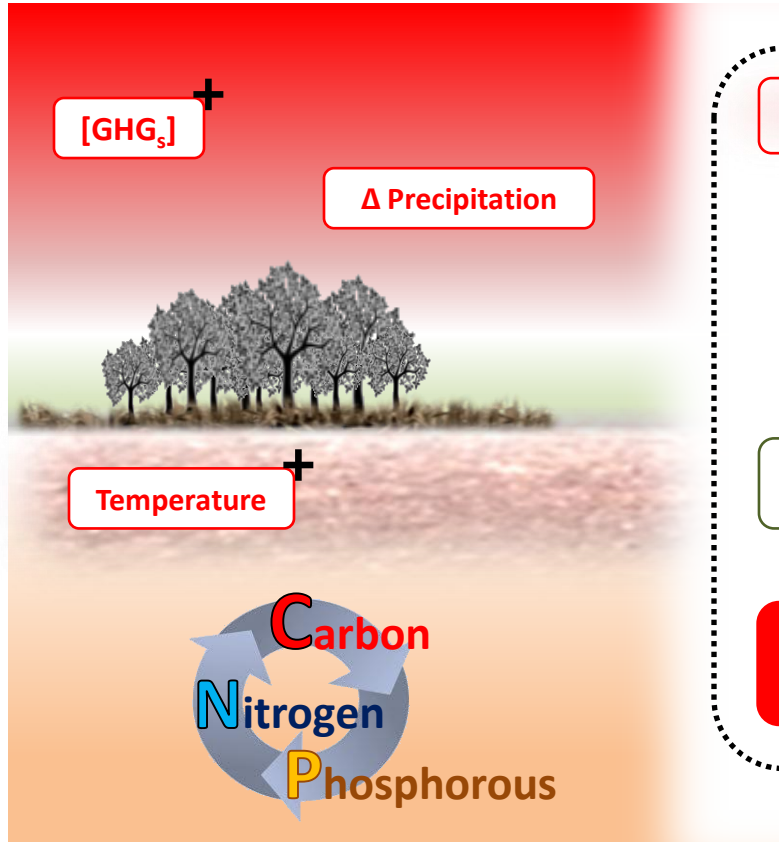 +
[GHGs]
Δ Precipitation
+
Temperature
Carbon
Nitrogen
Phosphorous